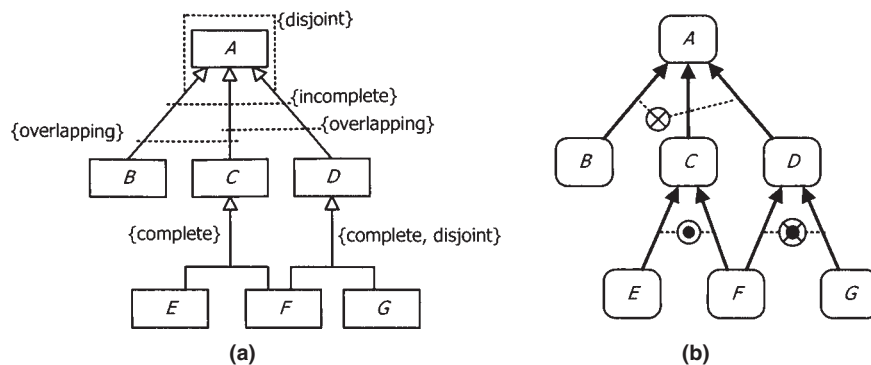 {disjoint}
A
{incomplete}
{overlapping}
{overlapping}
B
C
D
{complete}
{complete, disjoint}
E
F
G
(a)
A
B
C
D
E
F
G
(b)